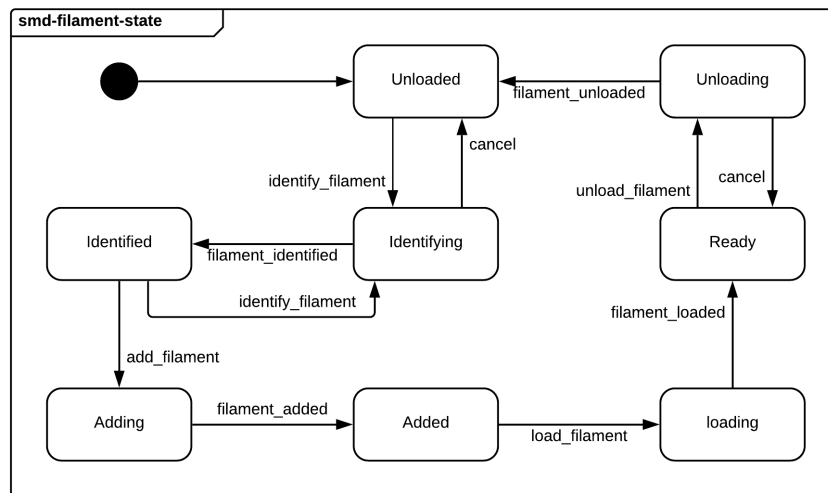 smd-filament-state
Unloaded
Unloading
filament_unloaded
cancel
identify_filament
unload_filament
cancel
Identified
Identifying
Ready
filament_identified
identify_filament
filament_loaded
add_filament
Adding
filament_added
Added
load_filament
loading